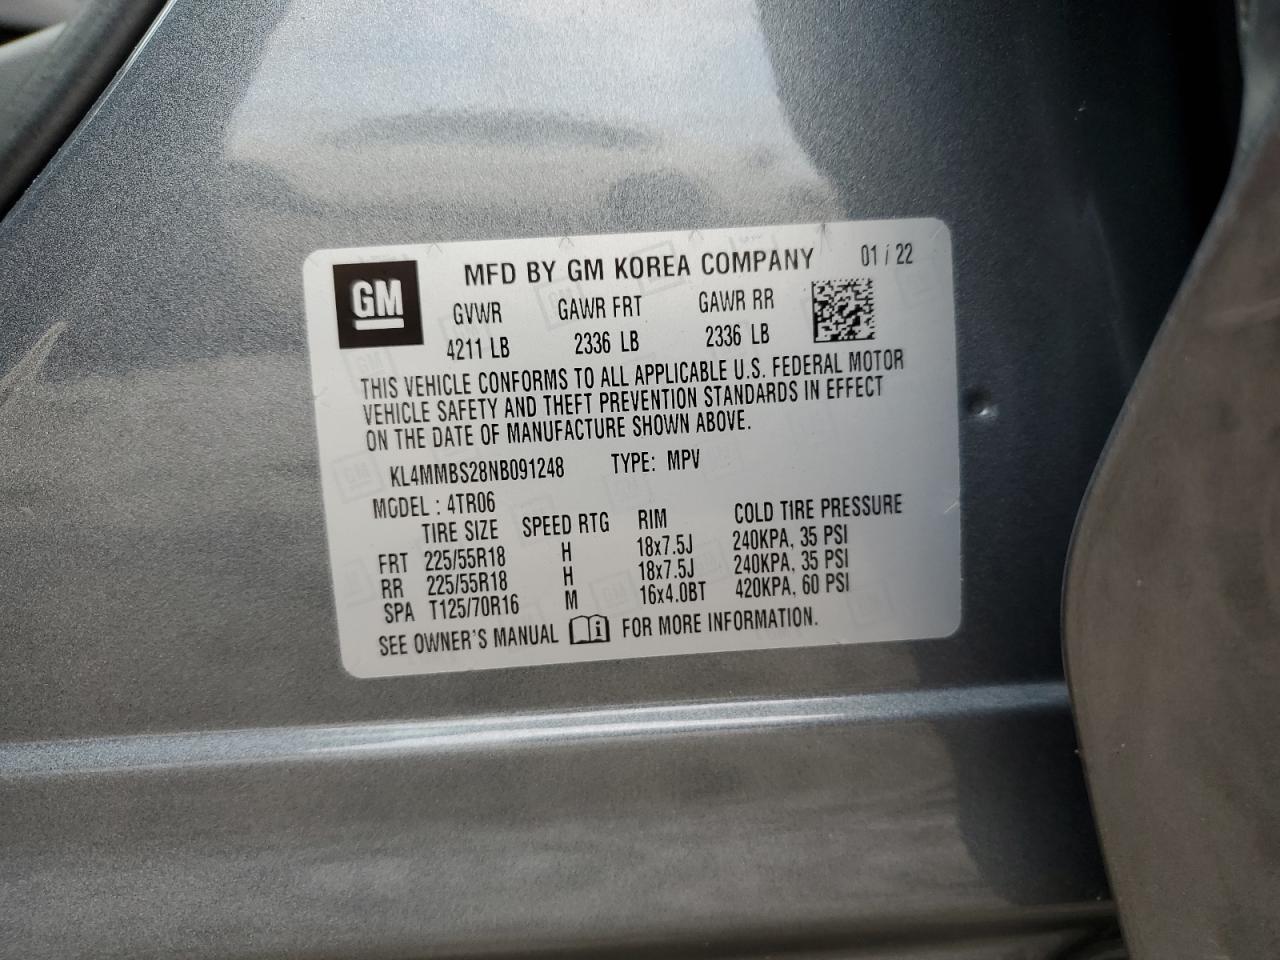 GM
MFD BY GM KOREA COMPANY 01 / 22
GVWR GAWR FRT GAWR RR
4211 LB 2336 LB 2336 LB
THIS VEHICLE CONFORMS TO ALL APPLICABLE U.S. FEDERAL MOTOR
VEHICLE SAFETY AND THEFT PREVENTION STANDARDS IN EFFECT
ON THE DATE OF MANUFACTURE SHOWN ABOVE.
KL4MMBS28NB091248 TYPE: MPV
MODEL : 4TR06
TIRE SIZE SPEED RTG RIM COLD TIRE PRESSURE
FRT 225/55R18 H 18x7.5J 240KPA, 35 PSI
RR 225/55R18 H 18x7.5J 240KPA, 35 PSI
SPA T125/70R16 M 16x4.0BT 420KPA, 60 PSI
SEE OWNER'S MANUAL i FOR MORE INFORMATION.